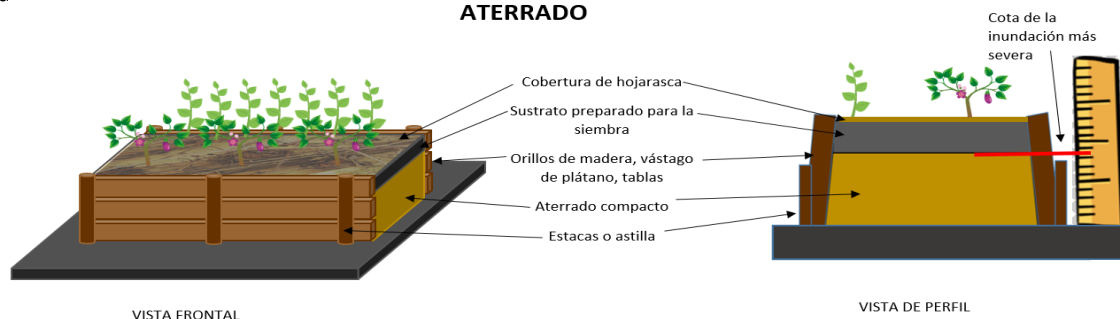 ATERRADO
Cota de la
inundación más
severa
Cobertura de hojarasca
Sustrato preparado para la
siembra
Orillos de madera, vástago
de plátano, tablas
Aterrado compacto
Estacas o astilla
VISTA FRONTAL
VISTA DE PERFIL